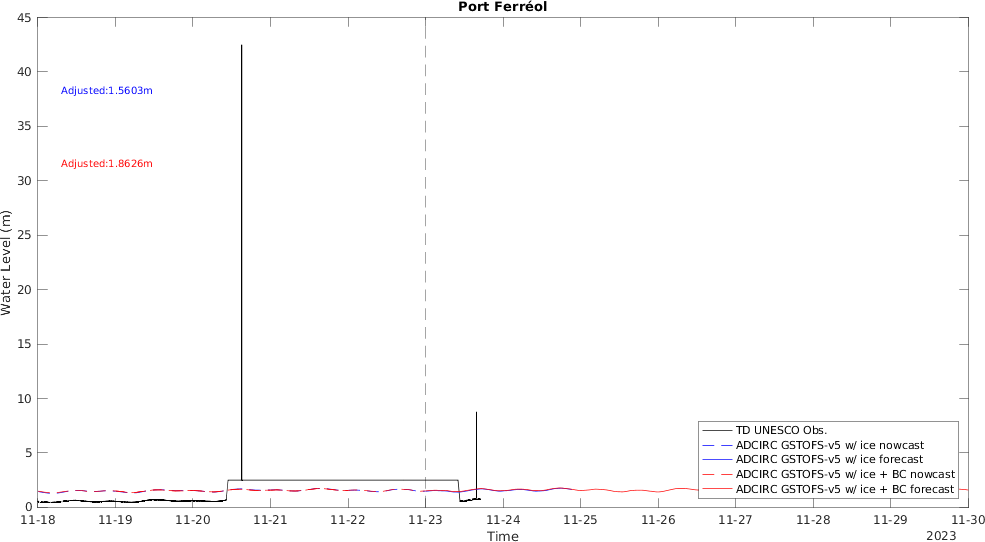 Port Ferréol
45
40
35
30
25
20
15
10
5
0
Water Level (m)
Adjusted:1.5603m
Adjusted:1.8626m
TD UNESCO Obs.
ADCIRC GSTOFS-v5 w/ ice nowcast
ADCIRC GSTOFS-v5 w/ ice forecast
ADCIRC GSTOFS-v5 w/ ice + BC nowcast
ADCIRC GSTOFS-v5 w/ ice + BC forecast
11-18 11-19 11-20 11-21 11-22 11-23 11-24 11-25 11-26 11-27 11-28 11-29 11-30
Time
2023